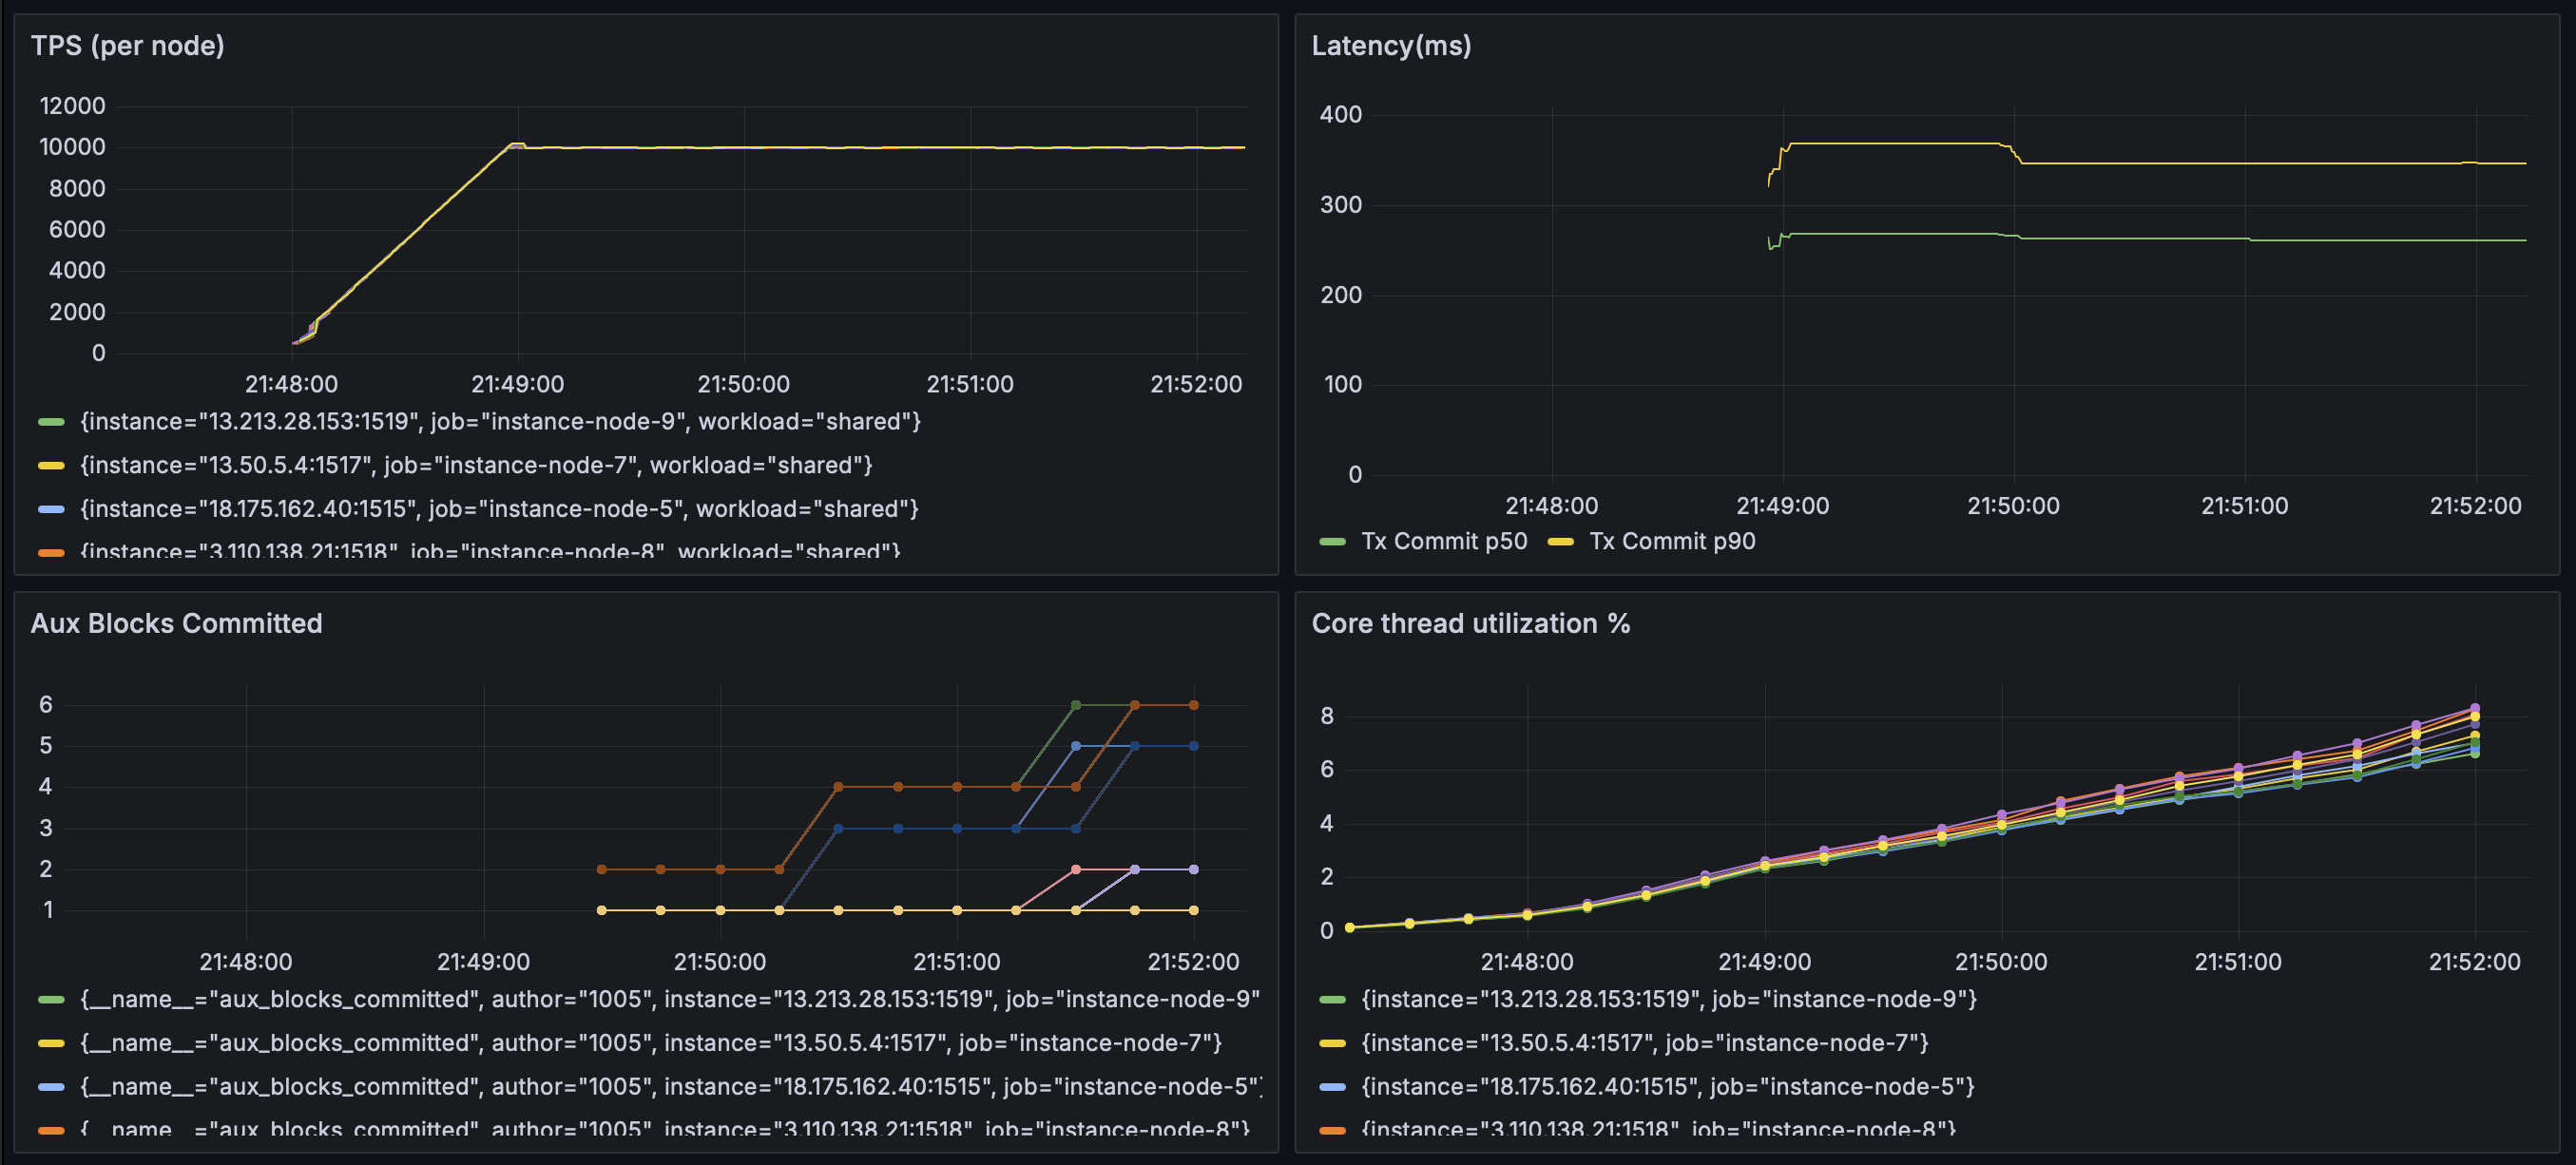 TPS (per node)
12000
10000
8000
6000
4000
2000
0
21:48:00 21:49:00 21:50:00 21:51:00 21:52:00
{instance="13.213.28.153:1519", job="instance-node-9", workload="shared"}
{instance="13.50.5.4:1517", job="instance-node-7", workload="shared"}
{instance="18.175.162.40:1515", job="instance-node-5", workload="shared"}
{instance="3.110.138.21:1518", job="instance-node-8", workload="shared"}
Latency(ms)
400
300
200
100
0
21:48:00 21:49:00 21:50:00 21:51:00 21:52:00
Tx Commit p50 Tx Commit p90
Aux Blocks Committed
6
5
4
3
2
1
21:48:00 21:49:00 21:50:00 21:51:00 21:52:00
{__name__="aux_blocks_committed", author="1005", instance="13.213.28.153:1519", job="instance-node-9"
{__name__="aux_blocks_committed", author="1005", instance="13.50.5.4:1517", job="instance-node-7"}
{__name__="aux_blocks_committed", author="1005", instance="18.175.162.40:1515", job="instance-node-5"}
{__name__="aux_blocks_committed", author="1005", instance="3.110.138.21:1518", job="instance-node-8"}
Core thread utilization %
8
6
4
2
0
21:48:00 21:49:00 21:50:00 21:51:00 21:52:00
{instance="13.213.28.153:1519", job="instance-node-9"}
{instance="13.50.5.4:1517", job="instance-node-7"}
{instance="18.175.162.40:1515", job="instance-node-5"}
{instance="3.110.138.21:1518", job="instance-node-8"}